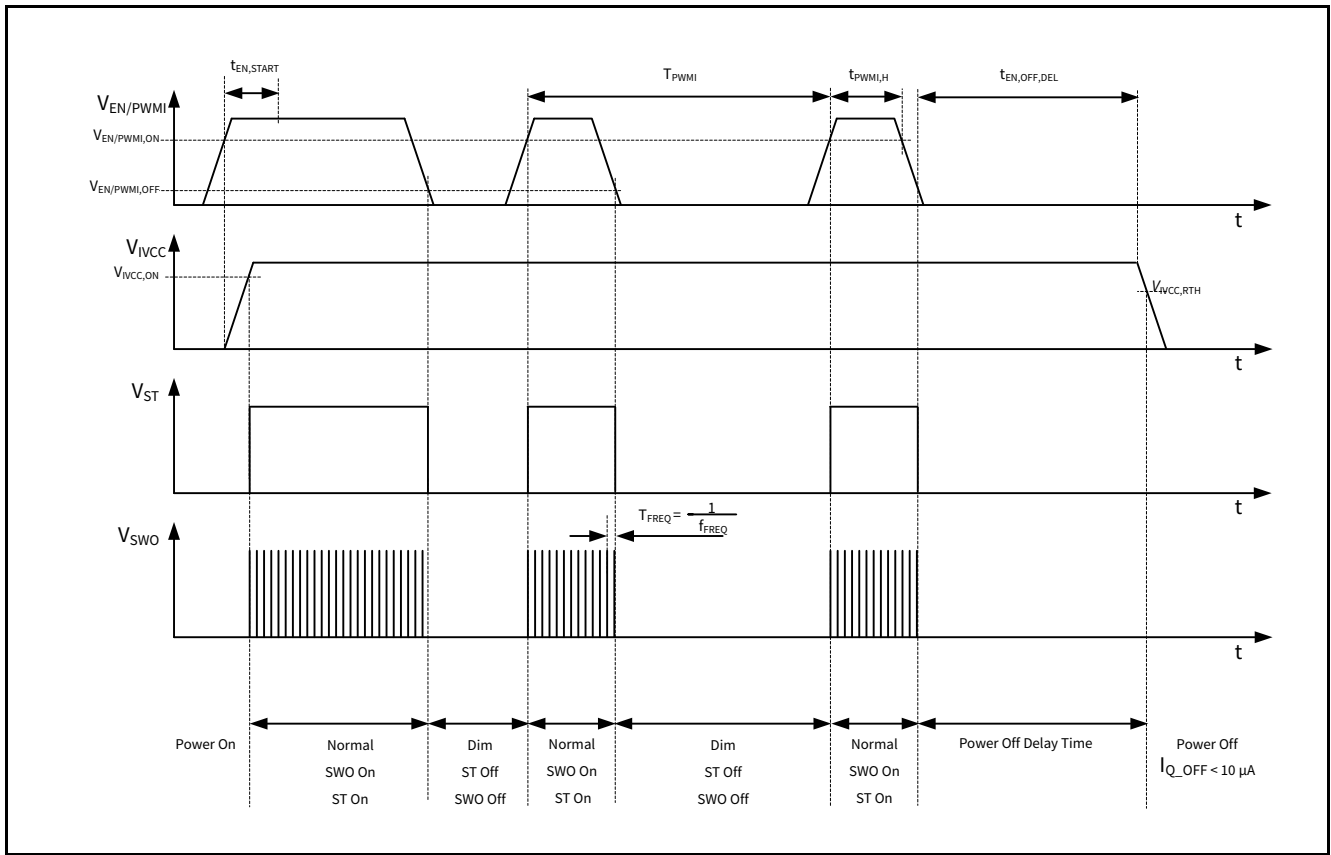 tEN,START
TPWMI
tPWMI,H
tEN,OFF,DEL
VEN/PWMI
VEN/PWMI,ON
VEN/PWMI,OFF
t
VIVCC
VIVCC,ON
VIVCC,RTH
t
VST
t
TFREQ = 1
fFREQ
VSWO
t
Power On
Normal
SWO On
ST On
Dim
ST Off
SWO Off
Normal
SWO On
ST On
Dim
ST Off
SWO Off
Normal
SWO On
ST On
Power Off Delay Time
Power Off
IQ_OFF < 10 µA